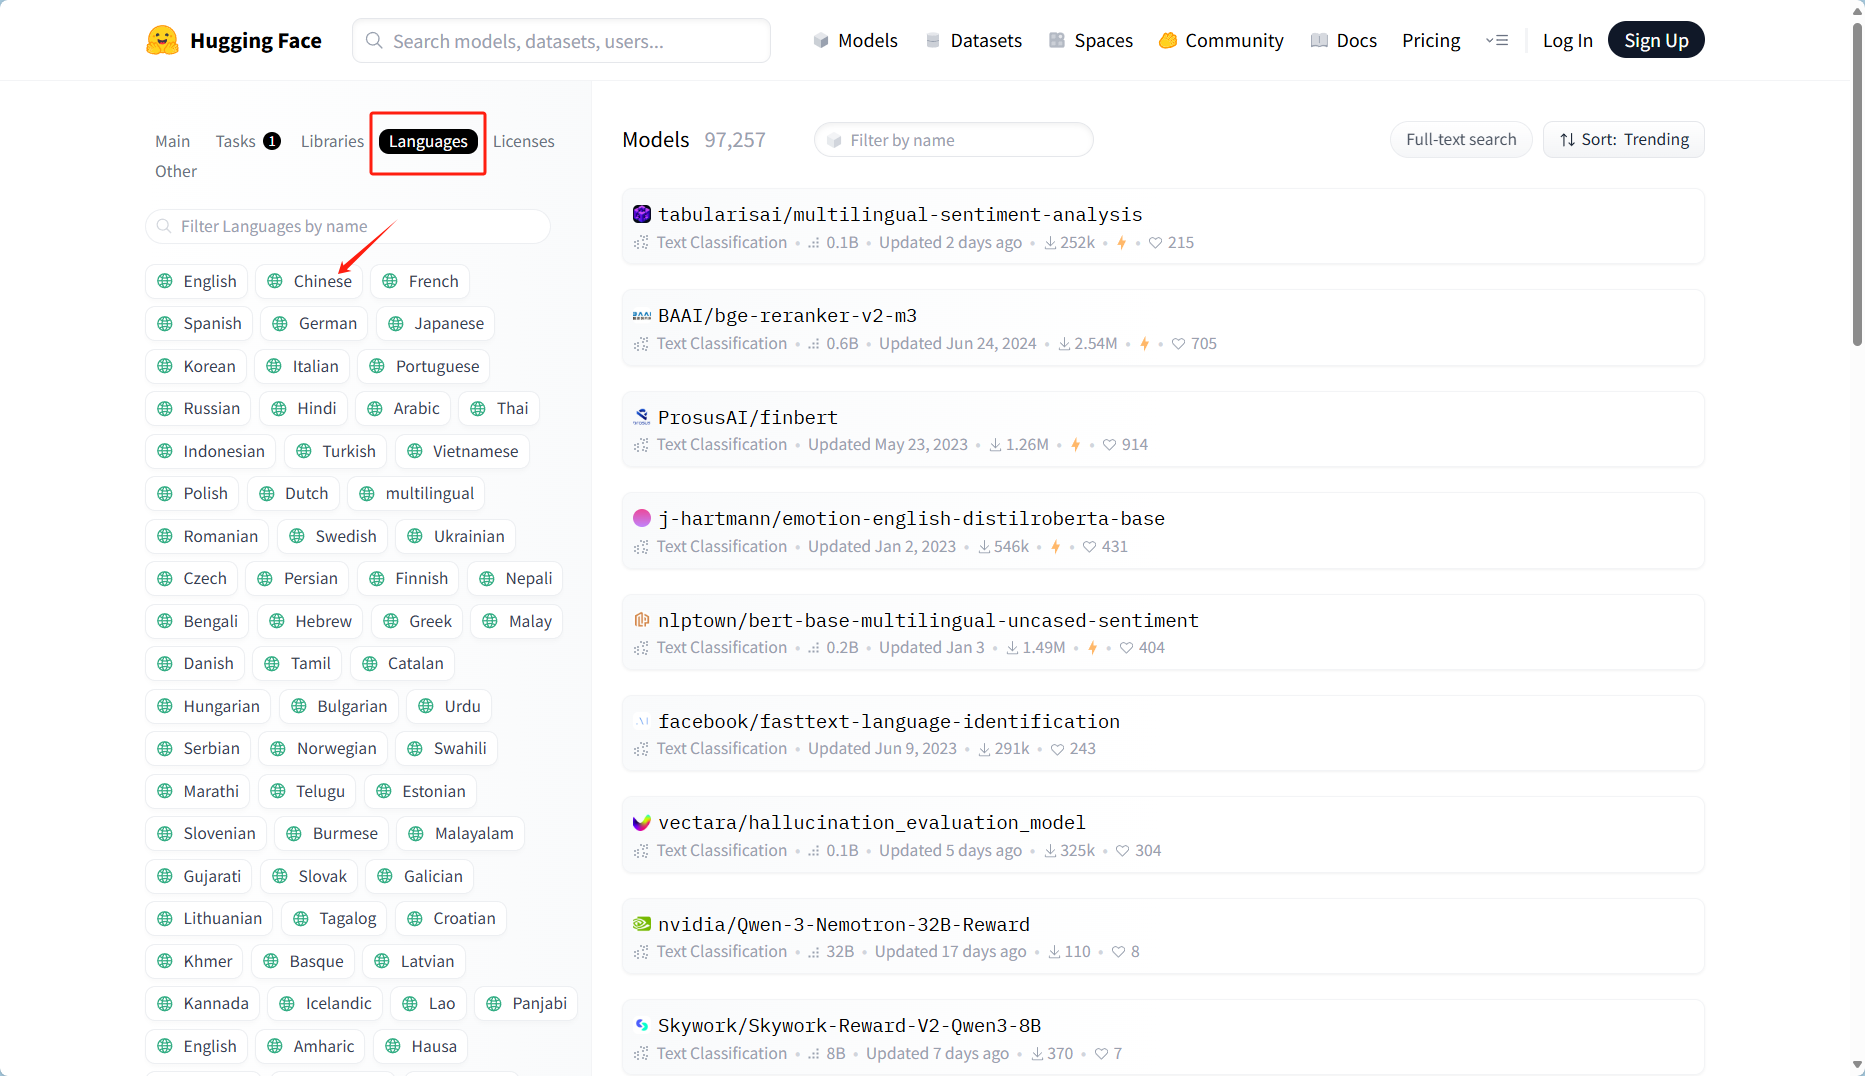 Hugging Face
Search models, datasets, users...
Models
Datasets
Spaces
Community
Docs
Pricing
Log In
Sign Up
Main
Tasks 1
Libraries
Languages
Licenses
Other
Filter Languages by name
English
Chinese
French
Spanish
German
Japanese
Korean
Italian
Portuguese
Russian
Hindi
Arabic
Thai
Indonesian
Turkish
Vietnamese
Polish
Dutch
multilingual
Romanian
Swedish
Ukrainian
Czech
Persian
Finnish
Nepali
Bengali
Hebrew
Greek
Malay
Danish
Tamil
Catalan
Hungarian
Bulgarian
Urdu
Serbian
Norwegian
Swahili
Marathi
Telugu
Estonian
Slovenian
Burmese
Malayalam
Gujarati
Slovak
Galician
Lithuanian
Tagalog
Croatian
Khmer
Basque
Latvian
Kannada
Icelandic
Lao
Panjabi
English
Amharic
Hausa
Models 97,257
Filter by name
Full-text search
Sort: Trending
tabularisai/multilingual-sentiment-analysis
Text Classification • 0.1B • Updated 2 days ago • 252k • • 215
BAAI/bge-reranker-v2-m3
Text Classification • 0.6B • Updated Jun 24, 2024 • 2.54M • • 705
ProsusAI/finbert
Text Classification • Updated May 23, 2023 • 1.26M • • 914
j-hartmann/emotion-english-distilroberta-base
Text Classification • Updated Jan 2, 2023 • 546k • • 431
nlptown/bert-base-multilingual-uncased-sentiment
Text Classification • 0.2B • Updated Jan 3 • 1.49M • • 404
facebook/fasttext-language-identification
Text Classification • Updated Jun 9, 2023 • 291k • 243
vectara/hallucination_evaluation_model
Text Classification • 0.1B • Updated 5 days ago • 325k • 304
nvidia/Qwen-3-Nemotron-32B-Reward
Text Classification • 32B • Updated 17 days ago • 110 • 8
Skywork/Skywork-Reward-V2-Qwen3-8B
Text Classification • 8B • Updated 7 days ago • 370 • 7